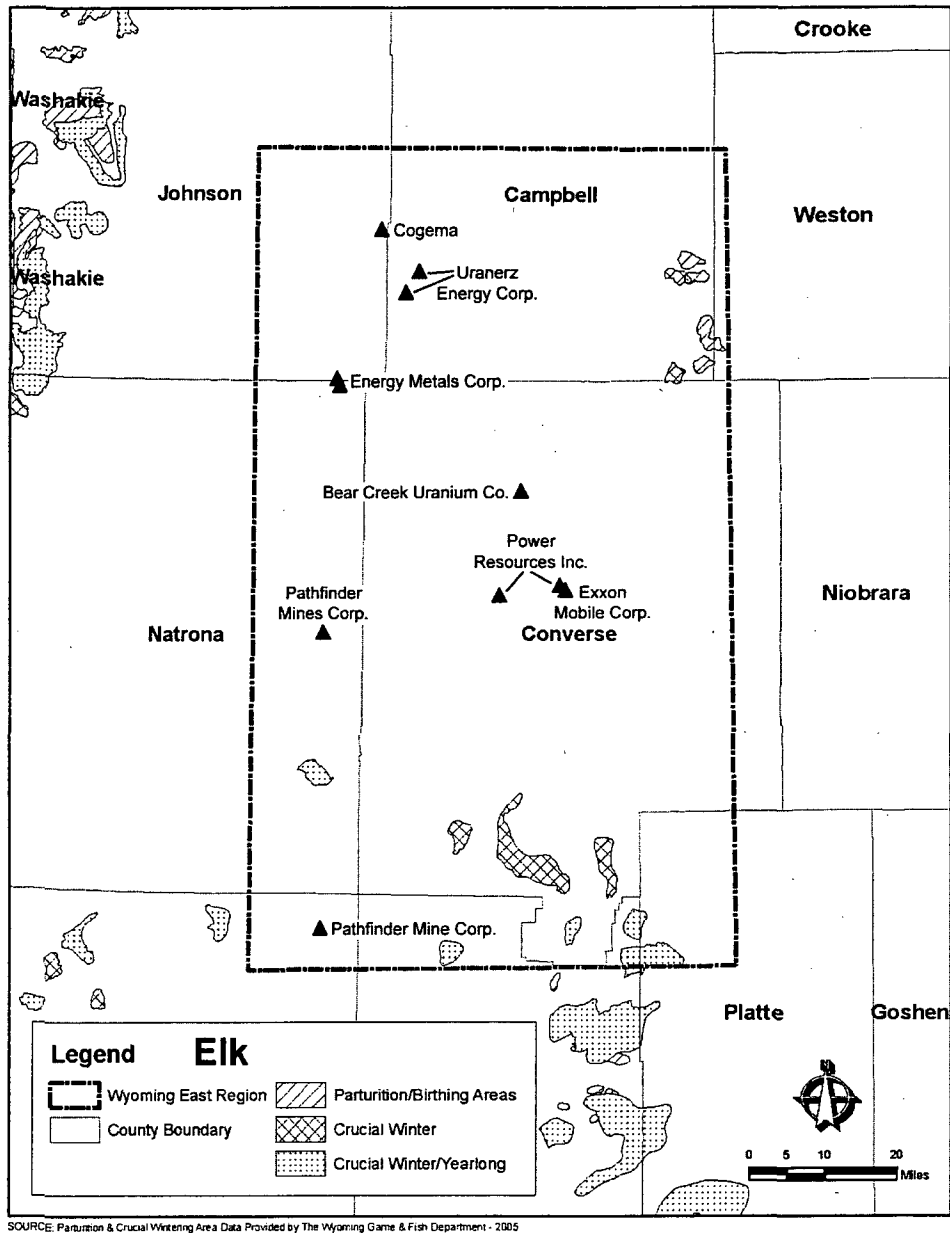 Crooke
Washakie
Johnson
Campbell
Weston
Cogema
Uranerz
Energy Corp.
Washakie
Energy Metals Corp.
Bear Creek Uranium Co.
Power
Resources Inc.
Exxon
Mobile Corp.
Pathfinder
Mines Corp.
Natrona
Converse
Niobrara
Pathfinder Mine Corp.
Platte
Goshen
Legend Elk
Wyoming East Region
County Boundary
Parturition/Birthing Areas
Crucial Winter
Crucial Winter/Yearlong
N
0 5 10 20
Miles
SOURCE: Parturition & Crucial Wintering Area Data Provided by The Wyoming Game & Fish Department - 2005